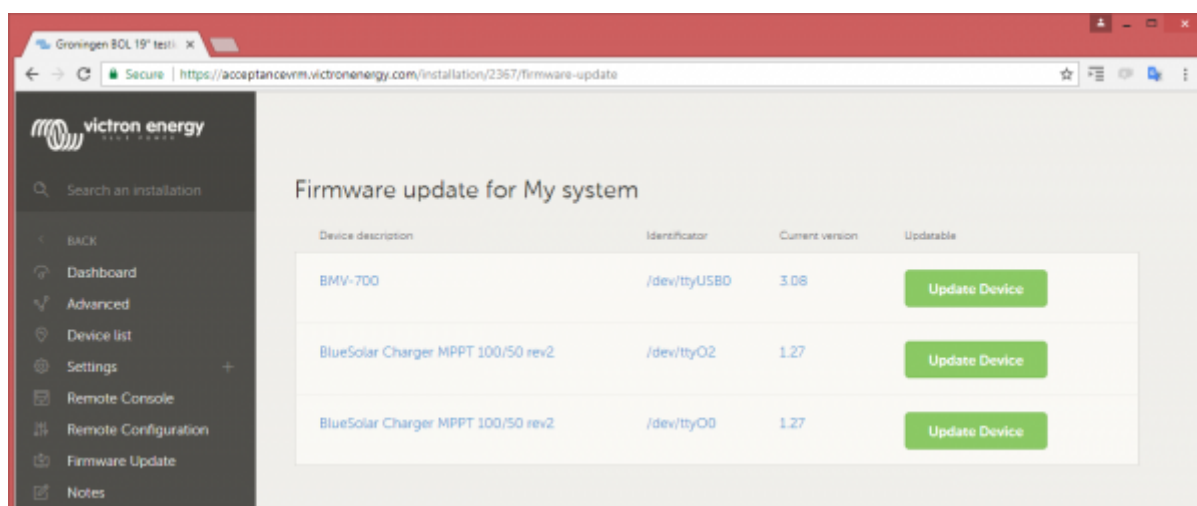 Groningen BOL 19" testi
Secure | https://acceptancevrm.victronenergy.com/installation/2367/firmware-update
victron energy
BLUE POWER
Search an installation
Firmware update for My system
BACK
Device description Identificator Current version Updatable
Dashboard
BMV-700 /dev/ttyUSB0 3.08 Update Device
Advanced
Device list
BlueSolar Charger MPPT 100/50 rev2 /dev/ttyO2 1.27 Update Device
Settings +
Remote Console
Remote Configuration
BlueSolar Charger MPPT 100/50 rev2 /dev/ttyO0 1.27 Update Device
Firmware Update
Notes